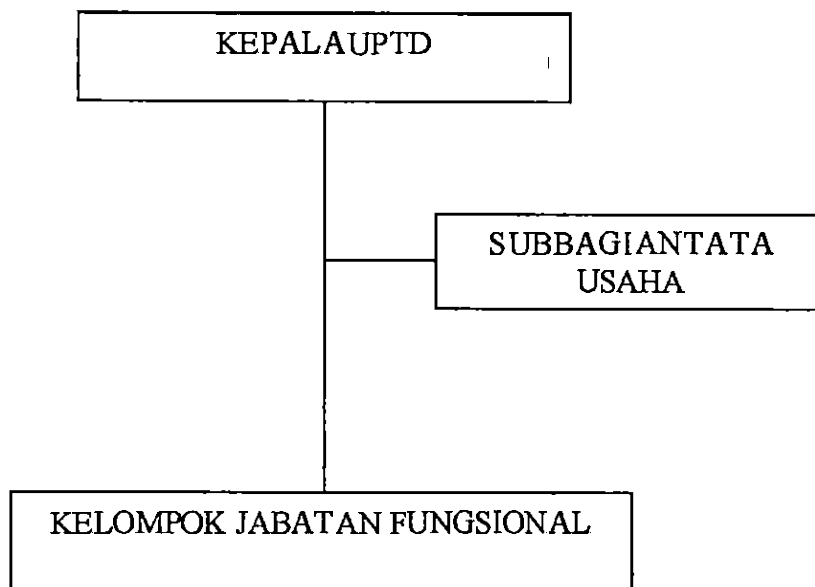 KEPALAUPTD
SUBBAGIANTATA
USAHA
KELOMPOK JABATAN FUNGSIONAL